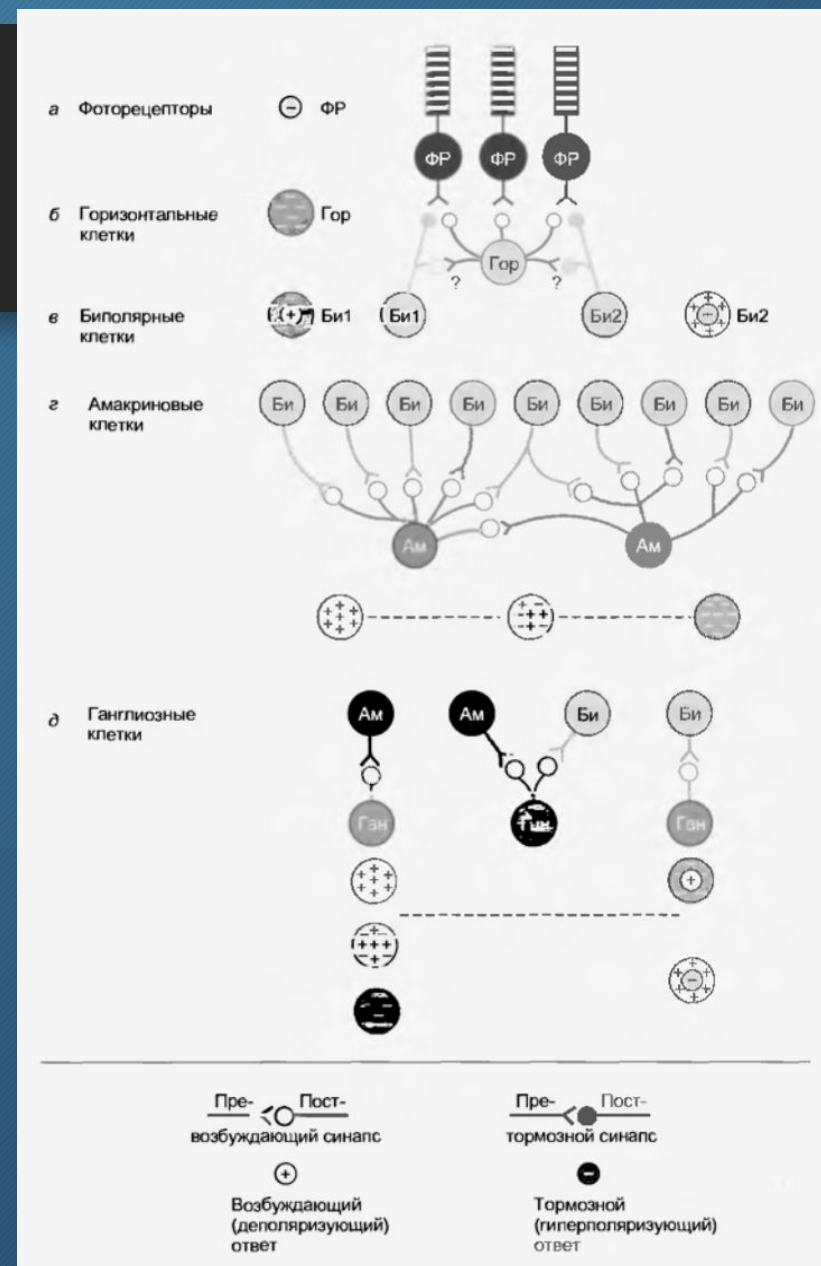 а Фоторецепторы ФР
ФР ФР ФР
б Горизонтальные клетки Гор
Гор
? ?
в Биполярные клетки Би1 Би1 Би2 Би2
г Амакриновые клетки
Би Би Би Би Би Би Би Би Би
Ам Ам
д Ганглиозные клетки
Ам Ам Би Би
Ган Ган Ган
Пре- Пост-
возбуждающий синапс
Возбуждающий
(деполяризующий)
ответ
Пре- Пост-
тормозной синапс
Тормозной
(гиперполяризующий)
ответ